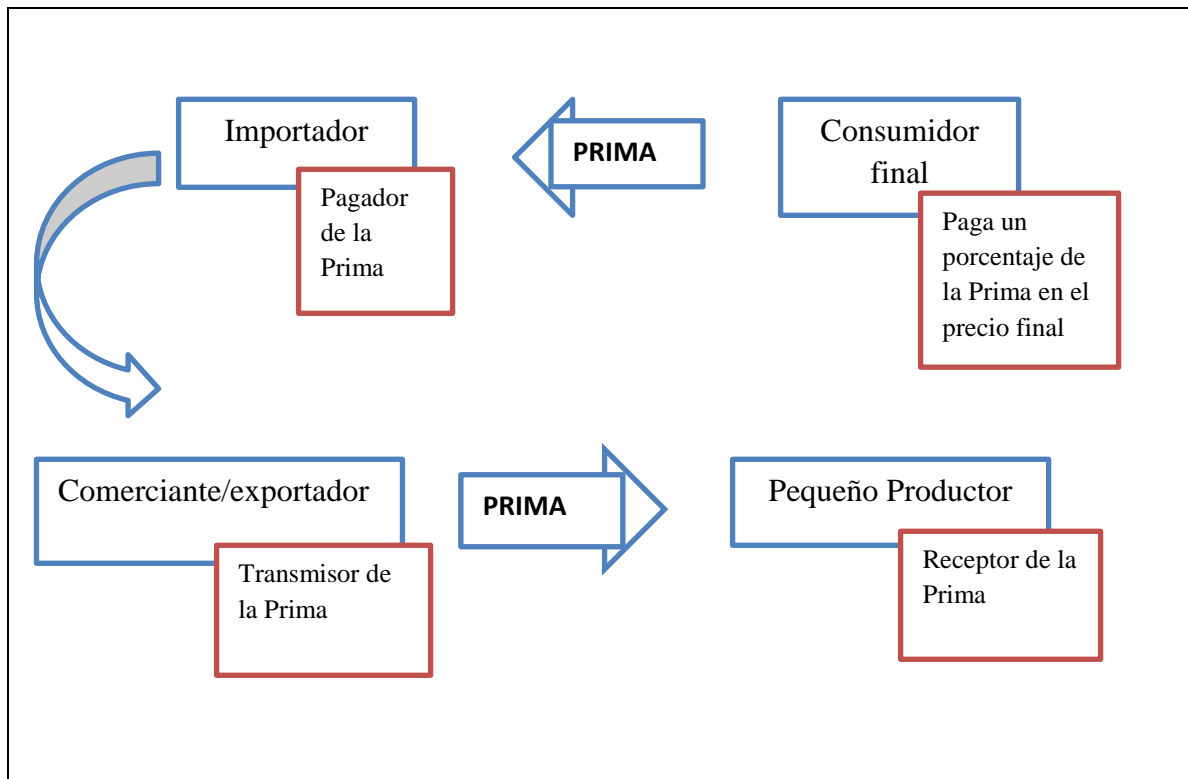 Importador
Pagador
de la
Prima
PRIMA
Consumidor
final
Paga un
porcentaje de
la Prima en el
precio final
Comerciante/exportador
Transmisor de
la Prima
PRIMA
Pequeño Productor
Receptor de la
Prima